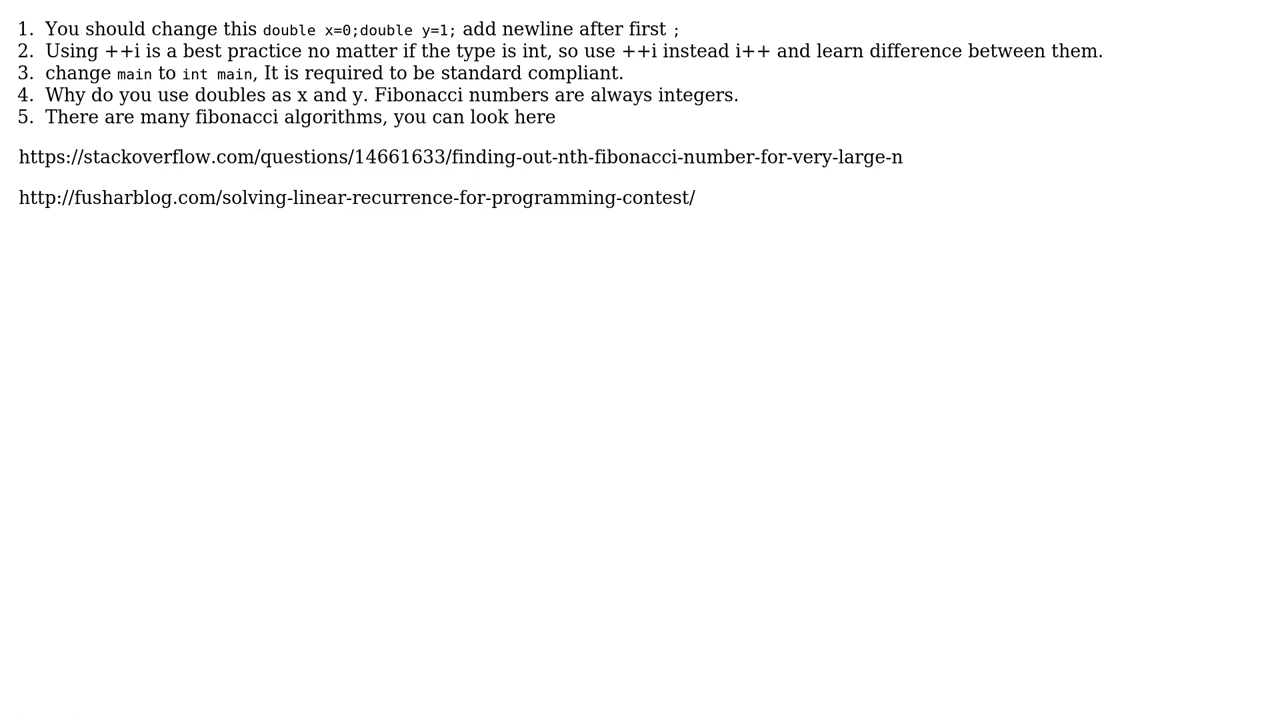 1. You should change this double x=0;double y=1; add newline after first ;
2. Using ++i is a best practice no matter if the type is int, so use ++i instead i++ and learn difference between them.
3. change main to int main, It is required to be standard compliant.
4. Why do you use doubles as x and y. Fibonacci numbers are always integers.
5. There are many fibonacci algorithms, you can look here
https://stackoverflow.com/questions/14661633/finding-out-nth-fibonacci-number-for-very-large-n
http://fusharblog.com/solving-linear-recurrence-for-programming-contest/